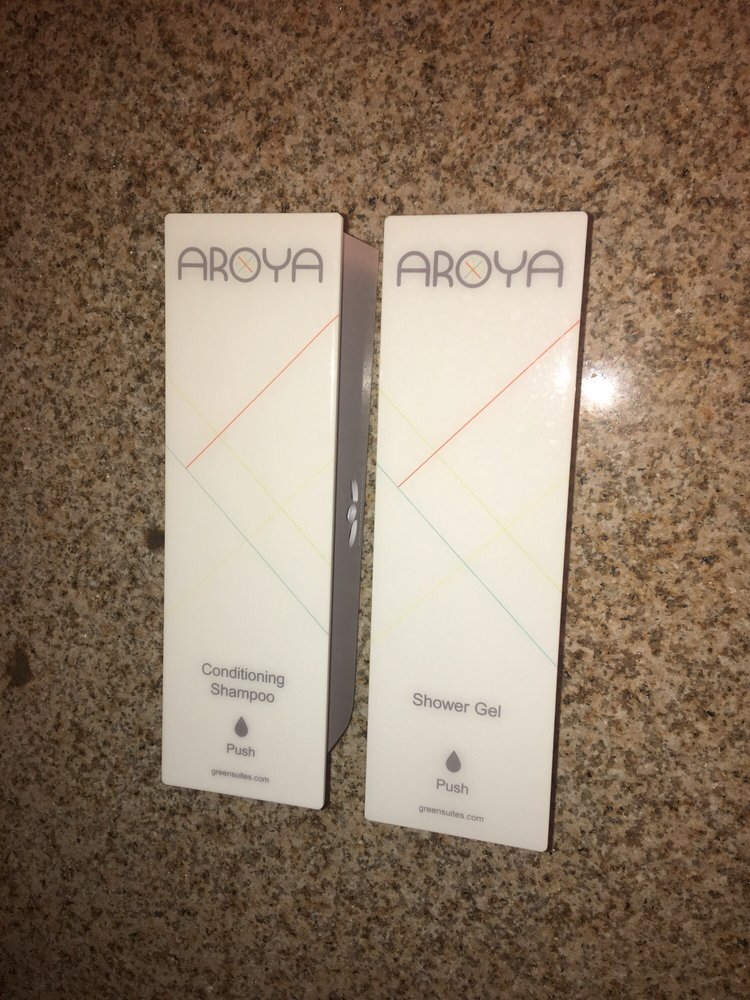 AROYA
Conditioning
Shampoo
Push
greensuites.com
AROYA
Shower Gel
Push
greensuites.com